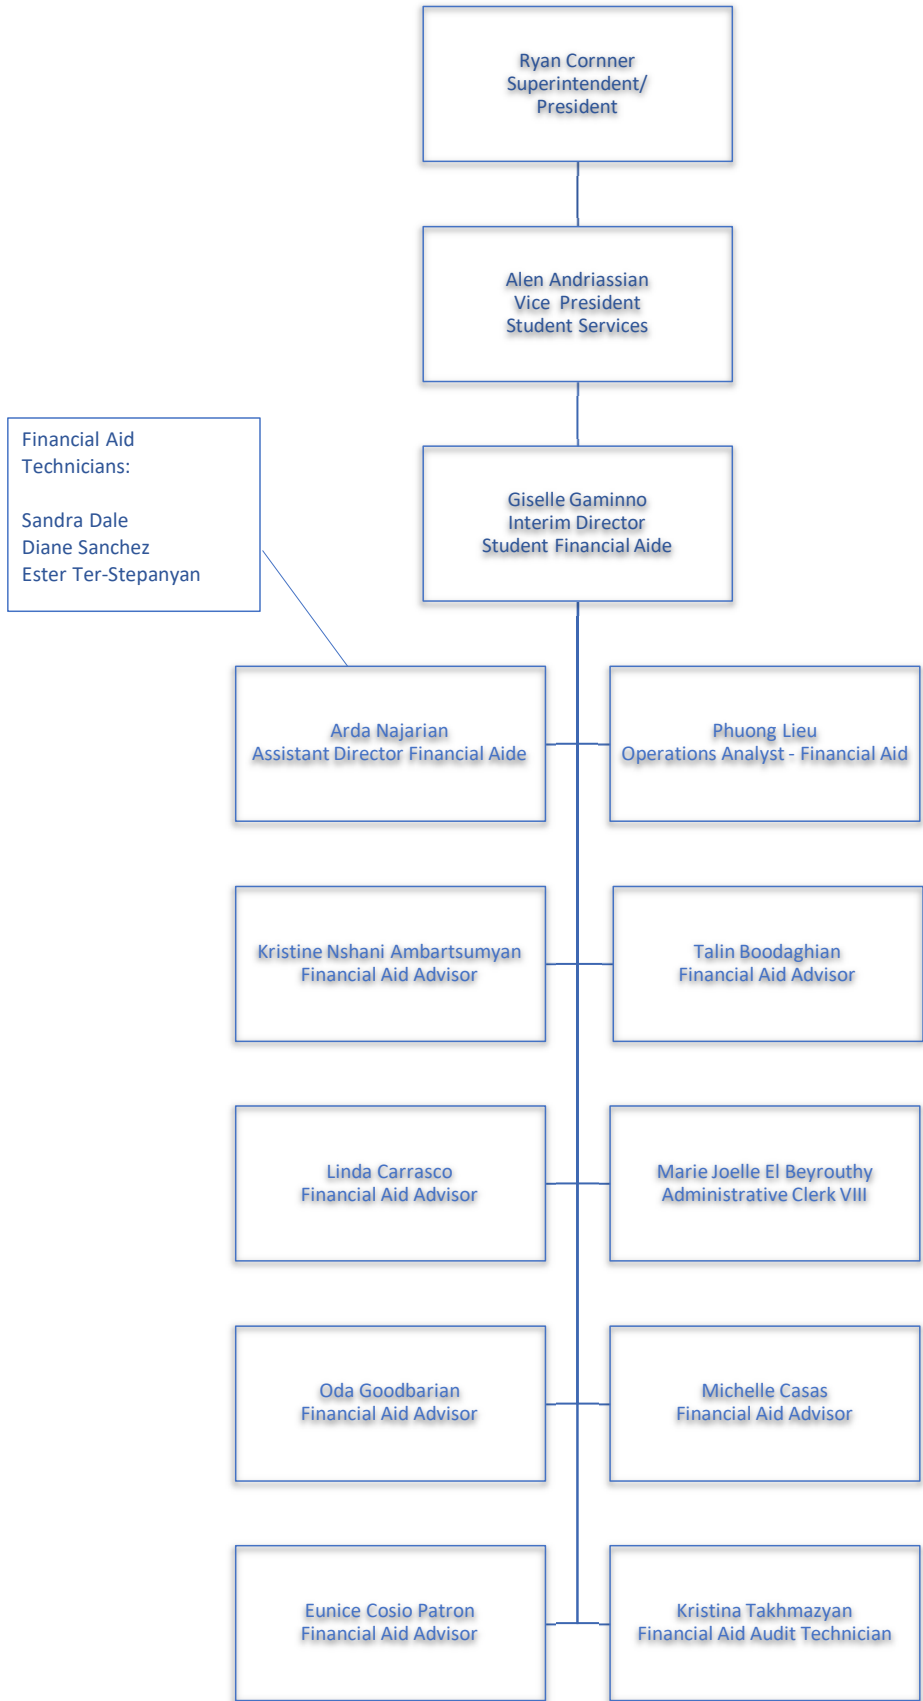 Ryan Cornner
Superintendent/
President
Alen Andriassian
Vice President
Student Services
Financial Aid
Technicians:
Sandra Dale
Diane Sanchez
Ester Ter-Stepanyan
Giselle Gaminno
Interim Director
Student Financial Aide
Arda Najarian
Assistant Director Financial Aide
Phuong Lieu
Operations Analyst - Financial Aid
Kristine Nshani Ambartsumyan
Financial Aid Advisor
Talin Boodaghian
Financial Aid Advisor
Linda Carrasco
Financial Aid Advisor
Marie Joelle El Beyrouthy
Administrative Clerk VIII
Oda Goodbarian
Financial Aid Advisor
Michelle Casas
Financial Aid Advisor
Eunice Cosio Patron
Financial Aid Advisor
Kristina Takhmazyan
Financial Aid Audit Technician